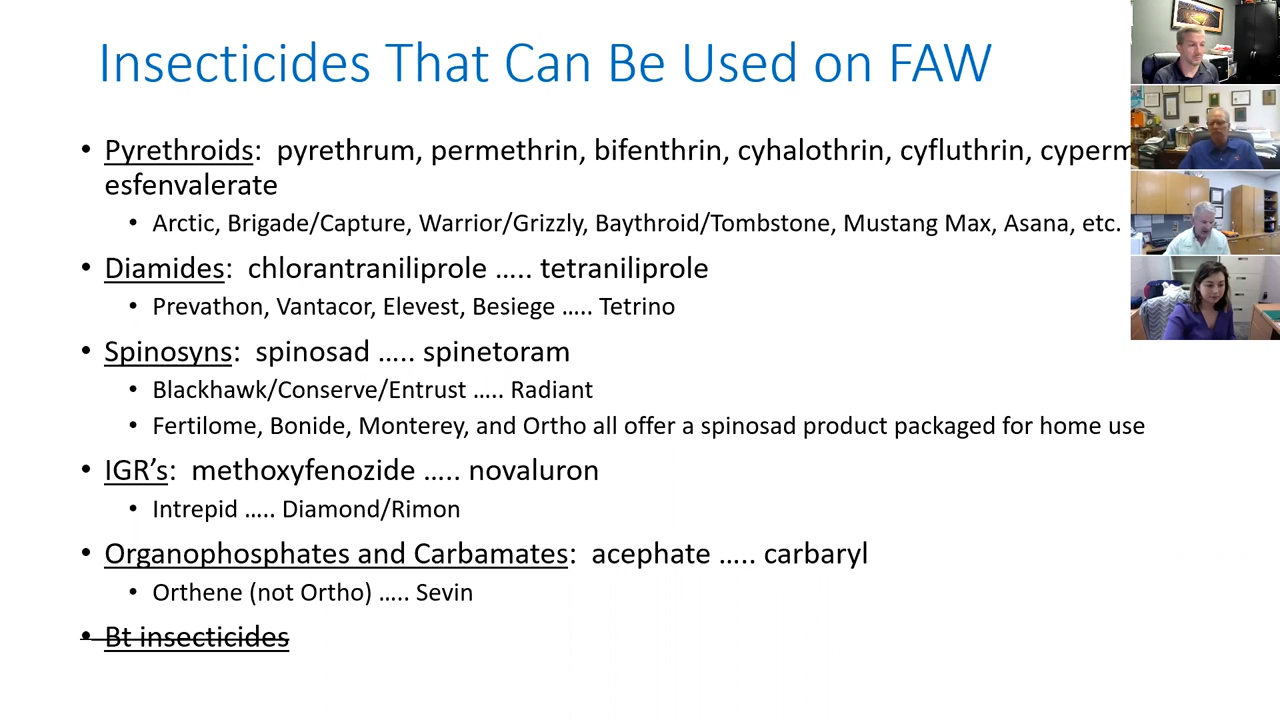 Insecticides That Can Be Used on FAW
• Pyrethroids: pyrethrum, permethrin, bifenthrin, cyhalothrin, cyfluthrin, cyperm
esfenvalerate
• Arctic, Brigade/Capture, Warrior/Grizzly, Baythroid/Tombstone, Mustang Max, Asana, etc.
• Diamides: chlorantraniliprole ..... tetraniliprole
• Prevathon, Vantacor, Elevest, Besiege ..... Tetrino
• Spinosyns: spinosad ..... spinetoram
• Blackhawk/Conserve/Entrust ..... Radiant
• Fertilome, Bonide, Monterey, and Ortho all offer a spinosad product packaged for home use
• IGR’s: methoxyfenozide ..... novaluron
• Intrepid ..... Diamond/Rimon
• Organophosphates and Carbamates: acephate ..... carbaryl
• Orthene (not Ortho) ..... Sevin
• Bt insecticides